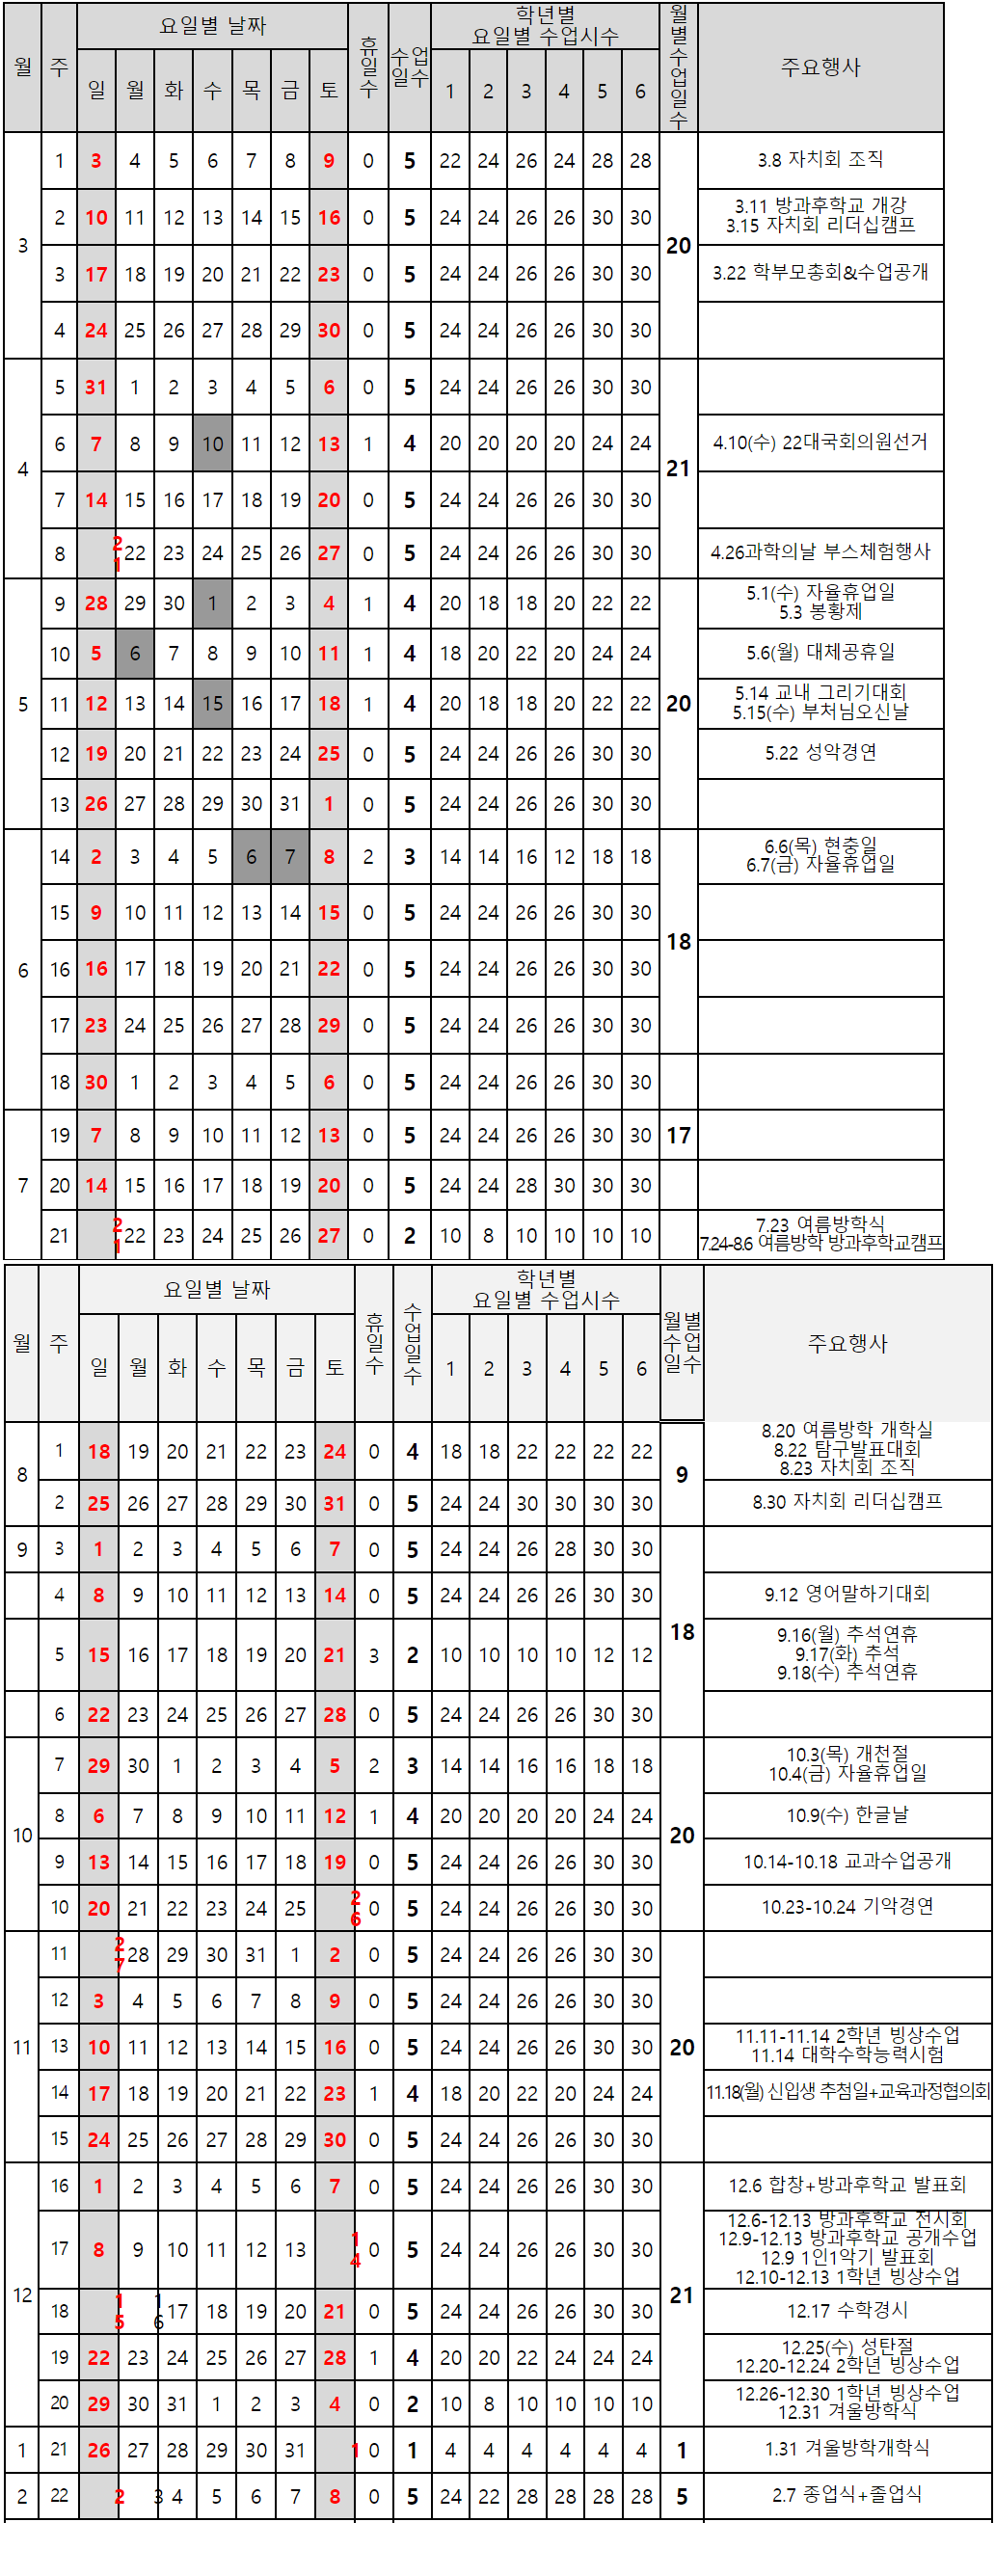 월 주 요일별 날짜 휴일수 수업일수 학년별 월별수업일수 주요행사
요일별 수업시수
일 월 화 수 목 금 토 1 2 3 4 5 6
3 1 3 4 5 6 7 8 9 0 5 22 24 26 24 28 28 20 3.8 자치회 조직
2 10 11 12 13 14 15 16 0 5 24 24 26 26 30 30 3.11 방과후학교 개강
3.15 자치회 리더십캠프
3 17 18 19 20 21 22 23 0 5 24 24 26 26 30 30 3.22 학부모총회&수업공개
4 24 25 26 27 28 29 30 0 5 24 24 26 26 30 30
4 5 31 1 2 3 4 5 6 0 5 24 24 26 26 30 30 21
6 7 8 9 10 11 12 13 1 4 20 20 20 20 24 24 4.10(수) 22대국회의원선거
7 14 15 16 17 18 19 20 0 5 24 24 26 26 30 30
8 21 22 23 24 25 26 27 0 5 24 24 26 26 30 30 4.26과학의날 부스체험행사
5 9 28 29 30 1 2 3 4 1 4 20 18 18 20 22 22 20 5.1(수) 자율휴업일
5.3 봉황제
10 5 6 7 8 9 10 11 1 4 18 20 22 20 24 24 5.6(월) 대체공휴일
11 12 13 14 15 16 17 18 1 4 20 18 18 20 22 22 5.14 교내 그리기대회
5.15(수) 부처님오신날
12 19 20 21 22 23 24 25 0 5 24 24 26 26 30 30 5.22 성악경연
13 26 27 28 29 30 31 1 0 5 24 24 26 26 30 30
6 14 2 3 4 5 6 7 8 2 3 14 14 16 12 18 18 18 6.6(목) 현충일
6.7(금) 자율휴업일
15 9 10 11 12 13 14 15 0 5 24 24 26 26 30 30
16 16 17 18 19 20 21 22 0 5 24 24 26 26 30 30
17 23 24 25 26 27 28 29 0 5 24 24 26 26 30 30
18 30 1 2 3 4 5 6 0 5 24 24 26 26 30 30
7 19 7 8 9 10 11 12 13 0 5 24 24 26 26 30 30 17
20 14 15 16 17 18 19 20 0 5 24 24 28 30 30 30
21 21 22 23 24 25 26 27 0 2 10 8 10 10 10 10 7.23 여름방학식
7.24-8.6 여름방학 방과후학교캠프
월 주 요일별 날짜 휴일수 수업일수 학년별 월별수업일수 주요행사
요일별 수업시수
일 월 화 수 목 금 토 1 2 3 4 5 6
8 1 18 19 20 21 22 23 24 0 4 18 18 22 22 22 22 9 8.20 여름방학 개학실
8.22 탐구발표대회
8.23 자치회 조직
2 25 26 27 28 29 30 31 0 5 24 24 30 30 30 30 8.30 자치회 리더십캠프
9 3 1 2 3 4 5 6 7 0 5 24 24 26 28 30 30 18
4 8 9 10 11 12 13 14 0 5 24 24 26 26 30 30 9.12 영어말하기대회
5 15 16 17 18 19 20 21 3 2 10 10 10 10 12 12 9.16(월) 추석연휴
9.17(화) 추석
9.18(수) 추석연휴
6 22 23 24 25 26 27 28 0 5 24 24 26 26 30 30
10 7 29 30 1 2 3 4 5 2 3 14 14 16 16 18 18 20 10.3(목) 개천절
10.4(금) 자율휴업일
8 6 7 8 9 10 11 12 1 4 20 20 20 20 24 24 10.9(수) 한글날
9 13 14 15 16 17 18 19 0 5 24 24 26 26 30 30 10.14-10.18 교과수업공개
10 20 21 22 23 24 25 26 0 5 24 24 26 26 30 30 10.23-10.24 기악경연
11 11 27 28 29 30 31 1 2 0 5 24 24 26 26 30 30 20
12 3 4 5 6 7 8 9 0 5 24 24 26 26 30 30
13 10 11 12 13 14 15 16 0 5 24 24 26 26 30 30 11.11-11.14 2학년 빙상수업
11.14 대학수학능력시험
14 17 18 19 20 21 22 23 1 4 18 20 22 20 24 24 11.18(월) 신입생 추첨일+교육과정협의회
15 24 25 26 27 28 29 30 0 5 24 24 26 26 30 30
12 16 1 2 3 4 5 6 7 0 5 24 24 26 26 30 30 21 12.6 합창+방과후학교 발표회
17 8 9 10 11 12 13 14 0 5 24 24 26 26 30 30 12.6-12.13 방과후학교 전시회
12.9-12.13 방과후학교 공개수업
12.9 1인1악기 발표회
12.10-12.13 1학년 빙상수업
18 15 16 17 18 19 20 21 0 5 24 24 26 26 30 30 12.17 수학경시
19 22 23 24 25 26 27 28 1 4 20 20 22 24 24 24 12.25(수) 성탄절
12.20-12.24 2학년 빙상수업
20 29 30 31 1 2 3 4 0 2 10 8 10 10 10 10 12.26-12.30 1학년 빙상수업
12.31 겨울방학식
1 21 26 27 28 29 30 31 1 0 1 4 4 4 4 4 4 1 1.31 겨울방학개학식
2 22 2 3 4 5 6 7 8 0 5 24 22 28 28 28 28 5 2.7 종업식+졸업식